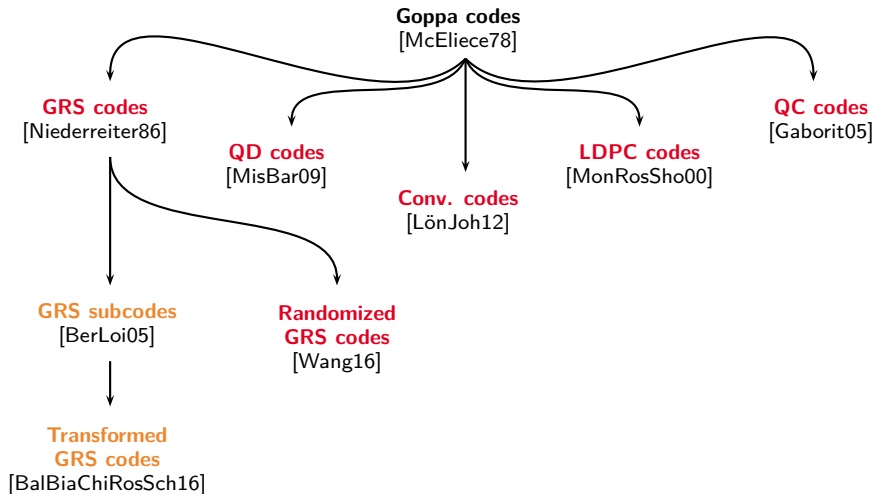 Goppa codes
[McEliece78]
GRS codes
[Niederreiter86]
QD codes
[MisBar09]
Conv. codes
[LönJoh12]
LDPC codes
[MonRosSho00]
QC codes
[Gaborit05]
GRS subcodes
[BerLoi05]
Randomized
GRS codes
[Wang16]
Transformed
GRS codes
[BalBiaChiRosSch16]